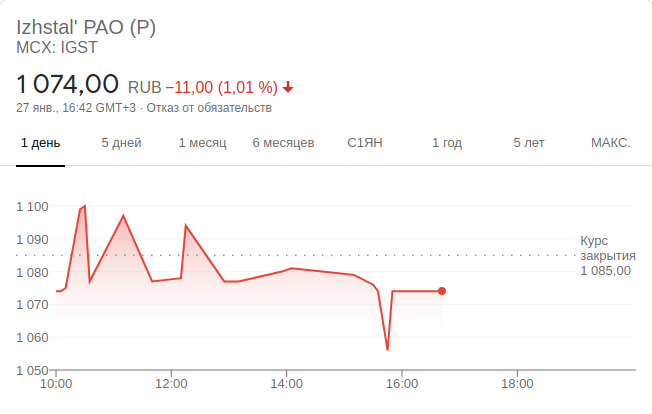 Izhstal' PAO (P)
MCX: IGST
1 074,00 RUB −11,00 (1,01 %)
27 янв., 16:42 GMT+3 · Отказ от обязательств
1 день 5 дней 1 месяц 6 месяцев С1ЯН 1 год 5 лет МАКС.
1 100
1 090
1 080
1 070
1 060
1 050
Курс
закрытия
1 085,00
10:00 12:00 14:00 16:00 18:00